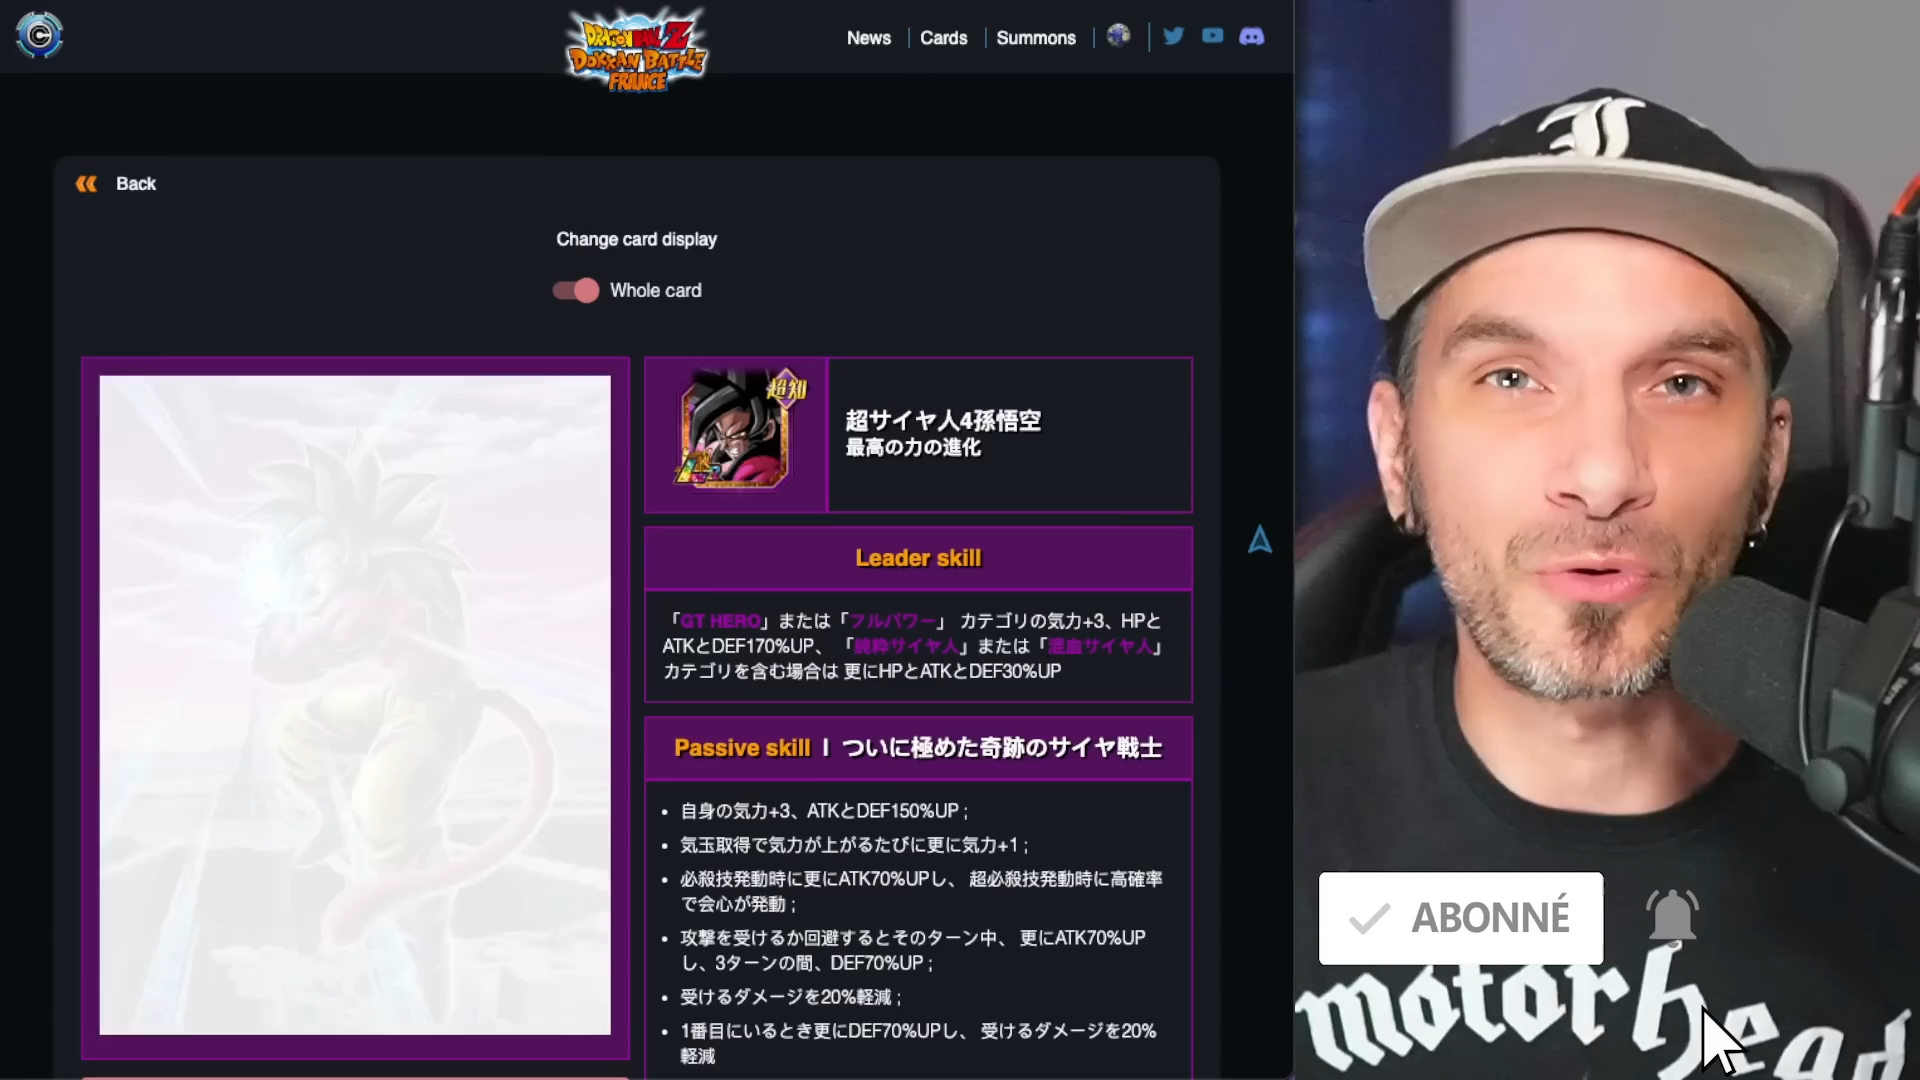 DRAGON BALL Z
DOKKAN BATTLE
FRANCE
News
Cards
Summons
Back
Change card display
Whole card
超知
LR
超サイヤ人4孫悟空
最高の力の進化
Leader skill
「GT HERO」または「フルパワー」 カテゴリの気力+3、HPと
ATKとDEF170%UP、 「純粋サイヤ人」または「混血サイヤ人」
カテゴリを含む場合は 更にHPとATKとDEF30%UP
Passive skill | ついに極めた奇跡のサイヤ戦士
• 自身の気力+3、ATKとDEF150%UP ;
• 気玉取得で気力が上がるたびに更に気力+1 ;
• 必殺技発動時に更にATK70%UPし、 超必殺技発動時に高確率
で会心が発動 ;
• 攻撃を受けるか回避するとそのターン中、 更にATK70%UP
し、3ターンの間、DEF70%UP ;
• 受けるダメージを20%軽減 ;
• 1番目にいるとき更にDEF70%UPし、 受けるダメージを20%
軽減
ABONNÉ
motorhead